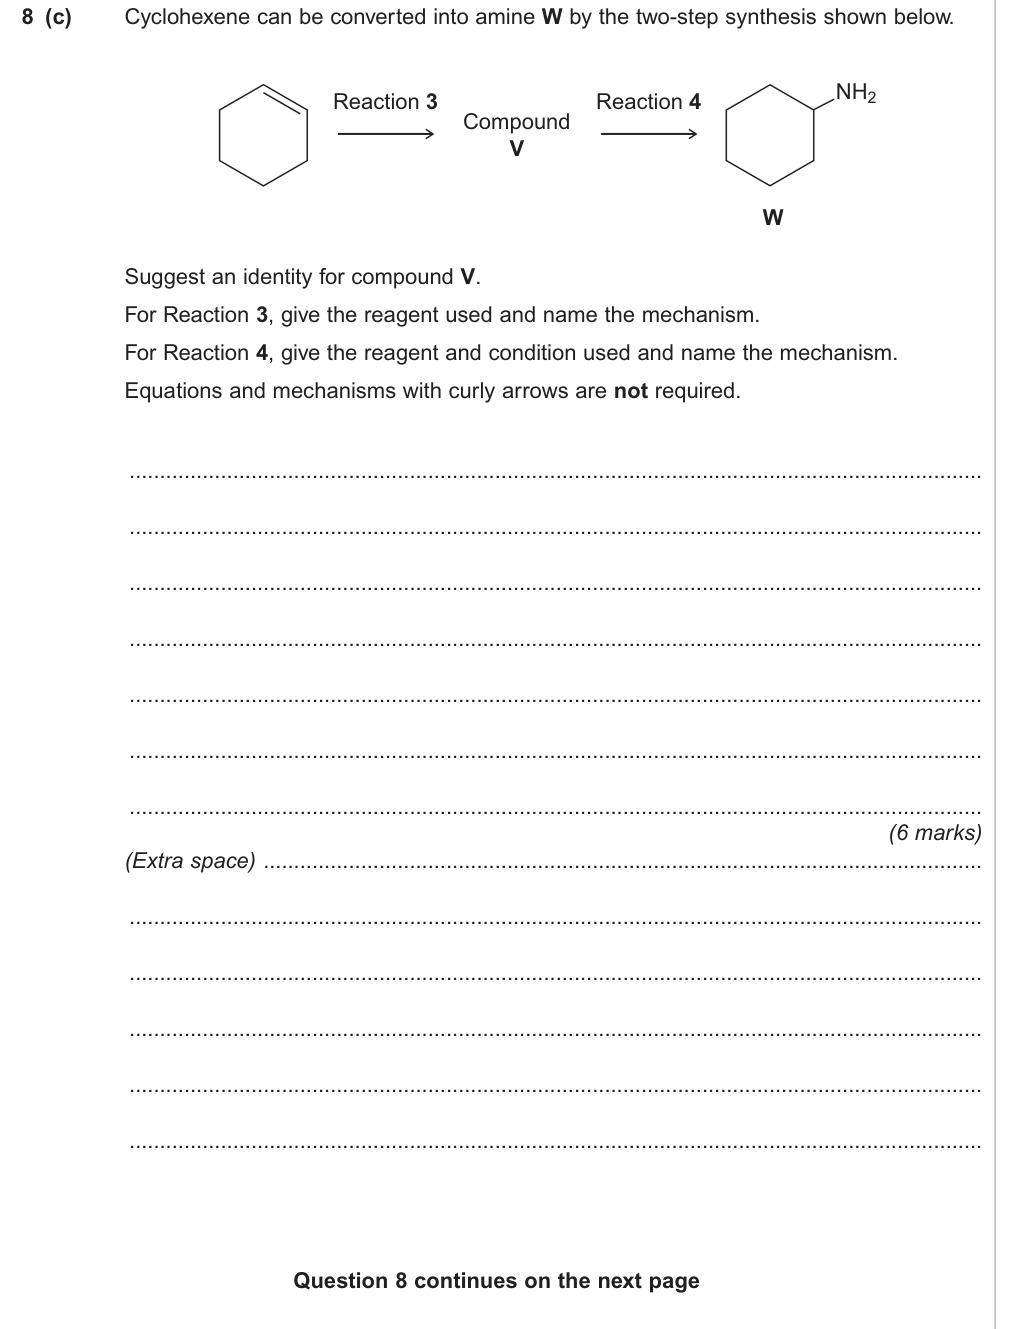 8 (c) Cyclohexene can be converted into amine W by the two-step synthesis shown below.
Reaction 3
Compound
V
Reaction 4
NH₂
W
Suggest an identity for compound V.
For Reaction 3, give the reagent used and name the mechanism.
For Reaction 4, give the reagent and condition used and name the mechanism.
Equations and mechanisms with curly arrows are not required.
(6 marks)
(Extra space)
Question 8 continues on the next page